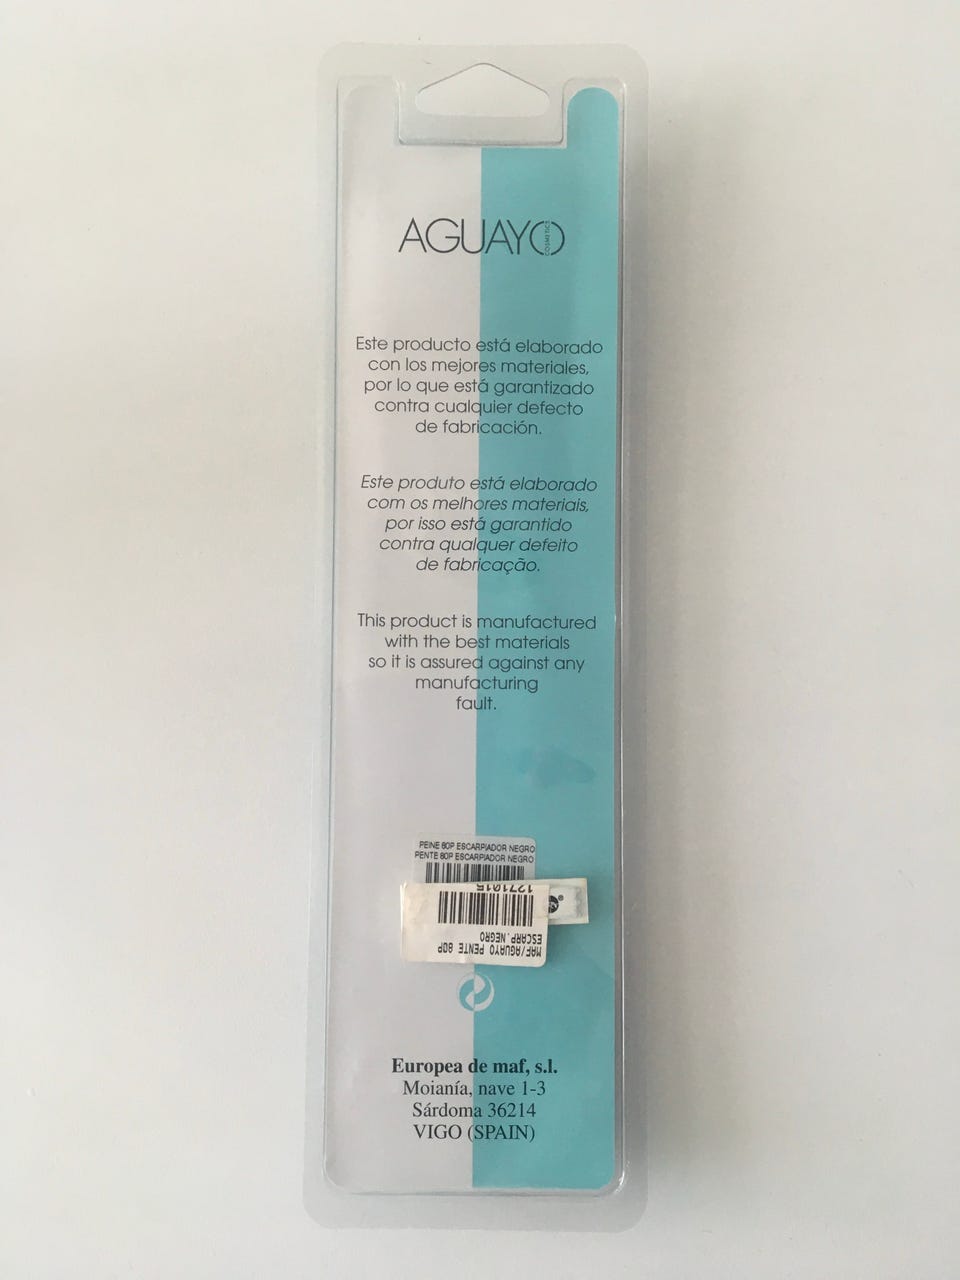 AGUAYO
COSMETICS
Este producto está elaborado
con los mejores materiales,
por lo que está garantizado
contra cualquier defecto
de fabricación.
Este produto está elaborado
com os melhores materiais,
por isso está garantido
contra qualquer defeito
de fabricação.
This product is manufactured
with the best materials
so it is assured against any
manufacturing
fault.
PEINE 80P ESCARPIADOR NEGRO
PENTE 80P ESCARPIADOR NEGRO
MAF/AGUAYO PENTE 80P
ESCARP.NEGRO
1271015
Europea de maf, s.l.
Moianía, nave 1-3
Sárdoma 36214
VIGO (SPAIN)